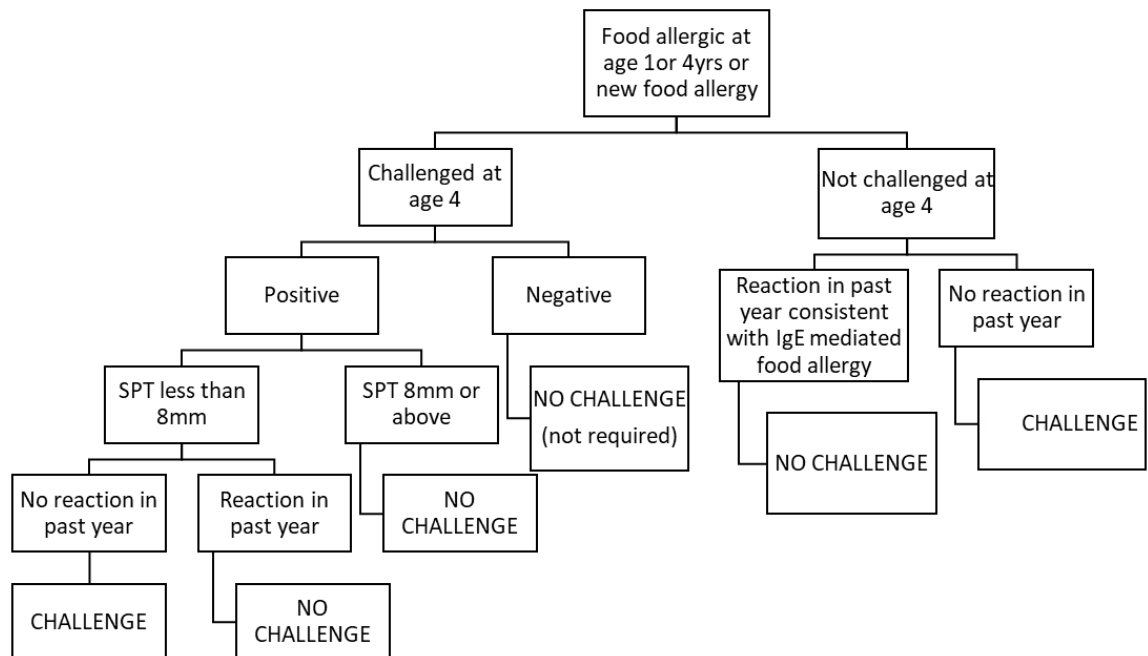 Food allergic at
age 1or 4yrs or
new food allergy
Challenged at
age 4
Not challenged at
age 4
Positive
Negative
Reaction in past
year consistent
with IgE mediated
food allergy
No reaction in
past year
SPT less than
8mm
SPT 8mm or
above
NO CHALLENGE
(not required)
CHALLENGE
NO CHALLENGE
No reaction in
past year
Reaction in
past year
NO
CHALLENGE
CHALLENGE
NO
CHALLENGE